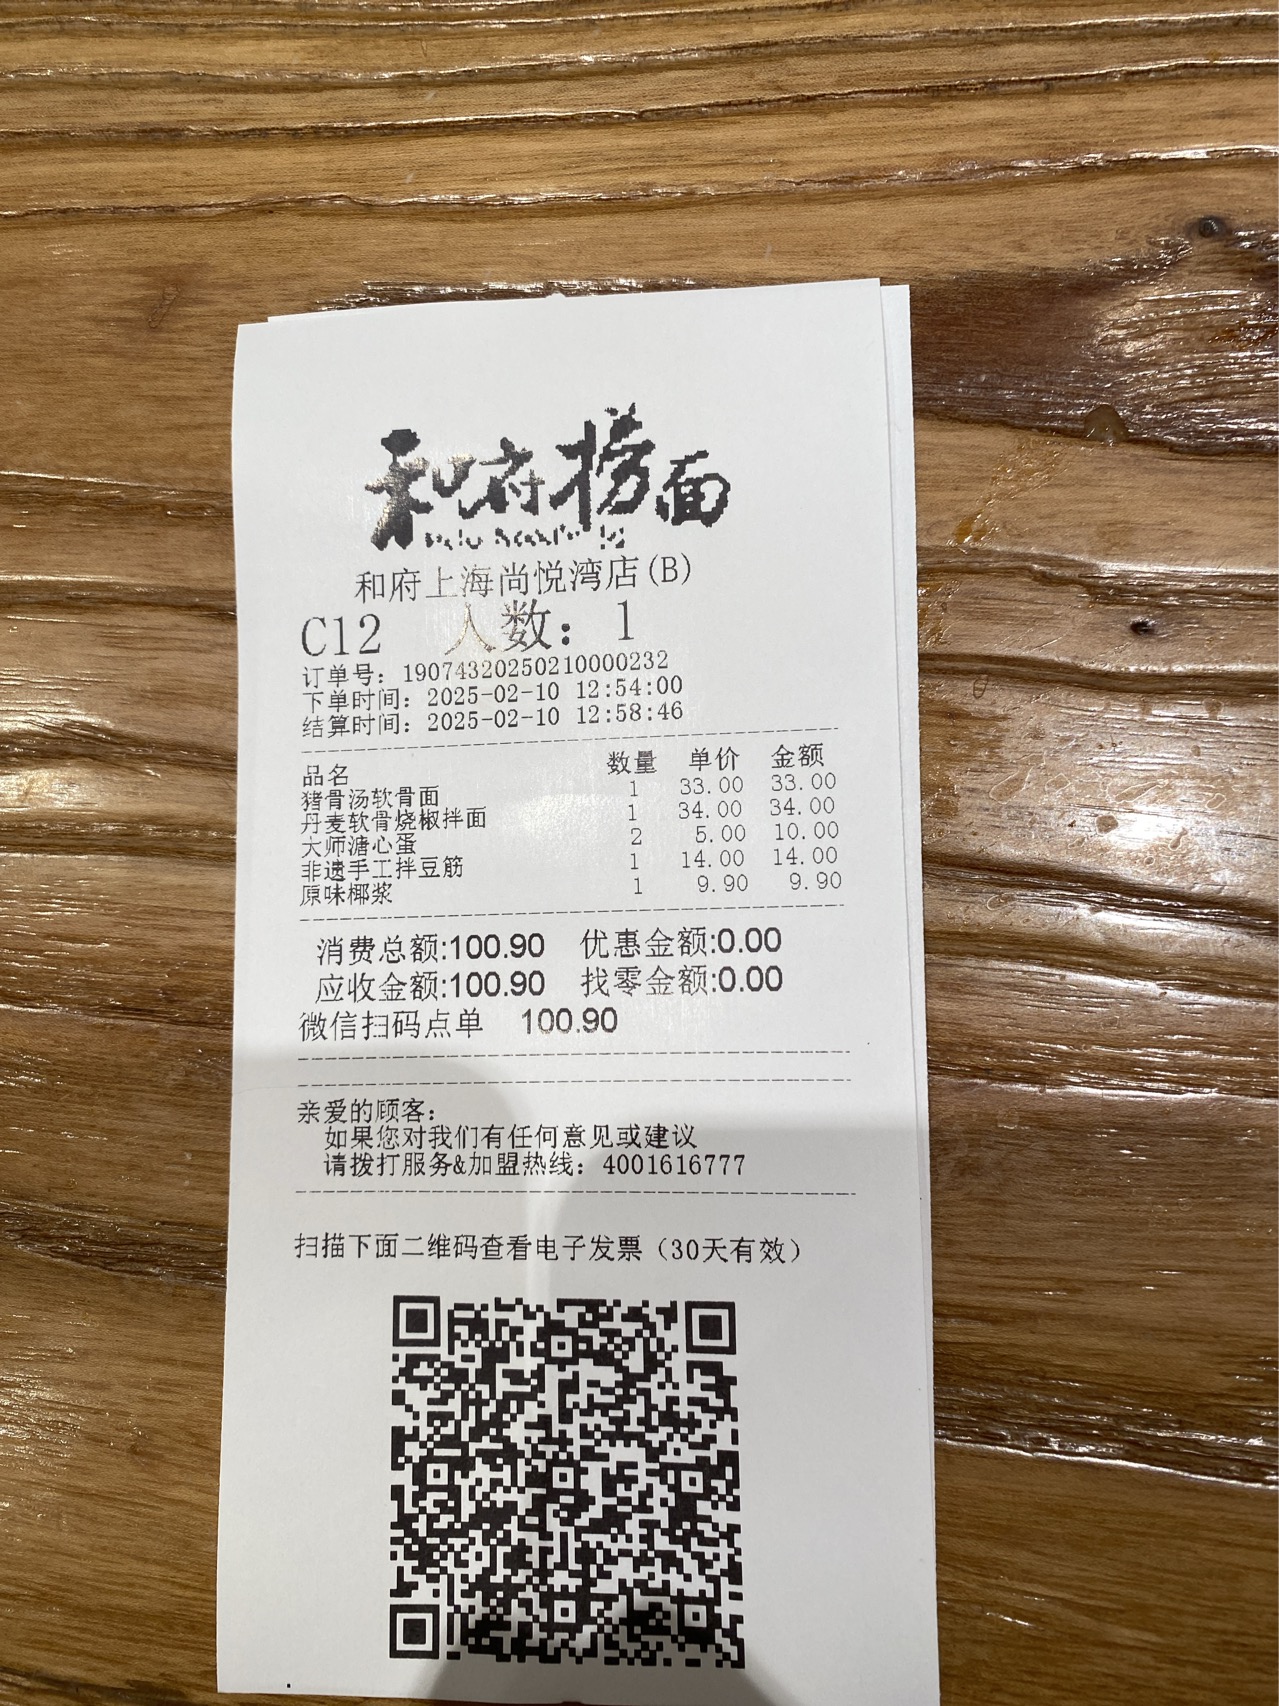 和府捞面
和府上海尚悦湾店(B)
C12 人数: 1
订单号: 19074320250210000232
下单时间: 2025-02-10 12:54:00
结算时间: 2025-02-10 12:58:46
品名 数量 单价 金额
猪骨汤软骨面 1 33.00 33.00
丹麦软骨烧椒拌面 1 34.00 34.00
大师溏心蛋 2 5.00 10.00
非遗手工拌豆筋 1 14.00 14.00
原味椰浆 1 9.90 9.90
消费总额:100.90 优惠金额:0.00
应收金额:100.90 找零金额:0.00
微信扫码点单 100.90
亲爱的顾客:
如果您对我们有任何意见或建议
请拨打服务&加盟热线: 4001616777
扫描下面二维码查看电子发票（30天有效）